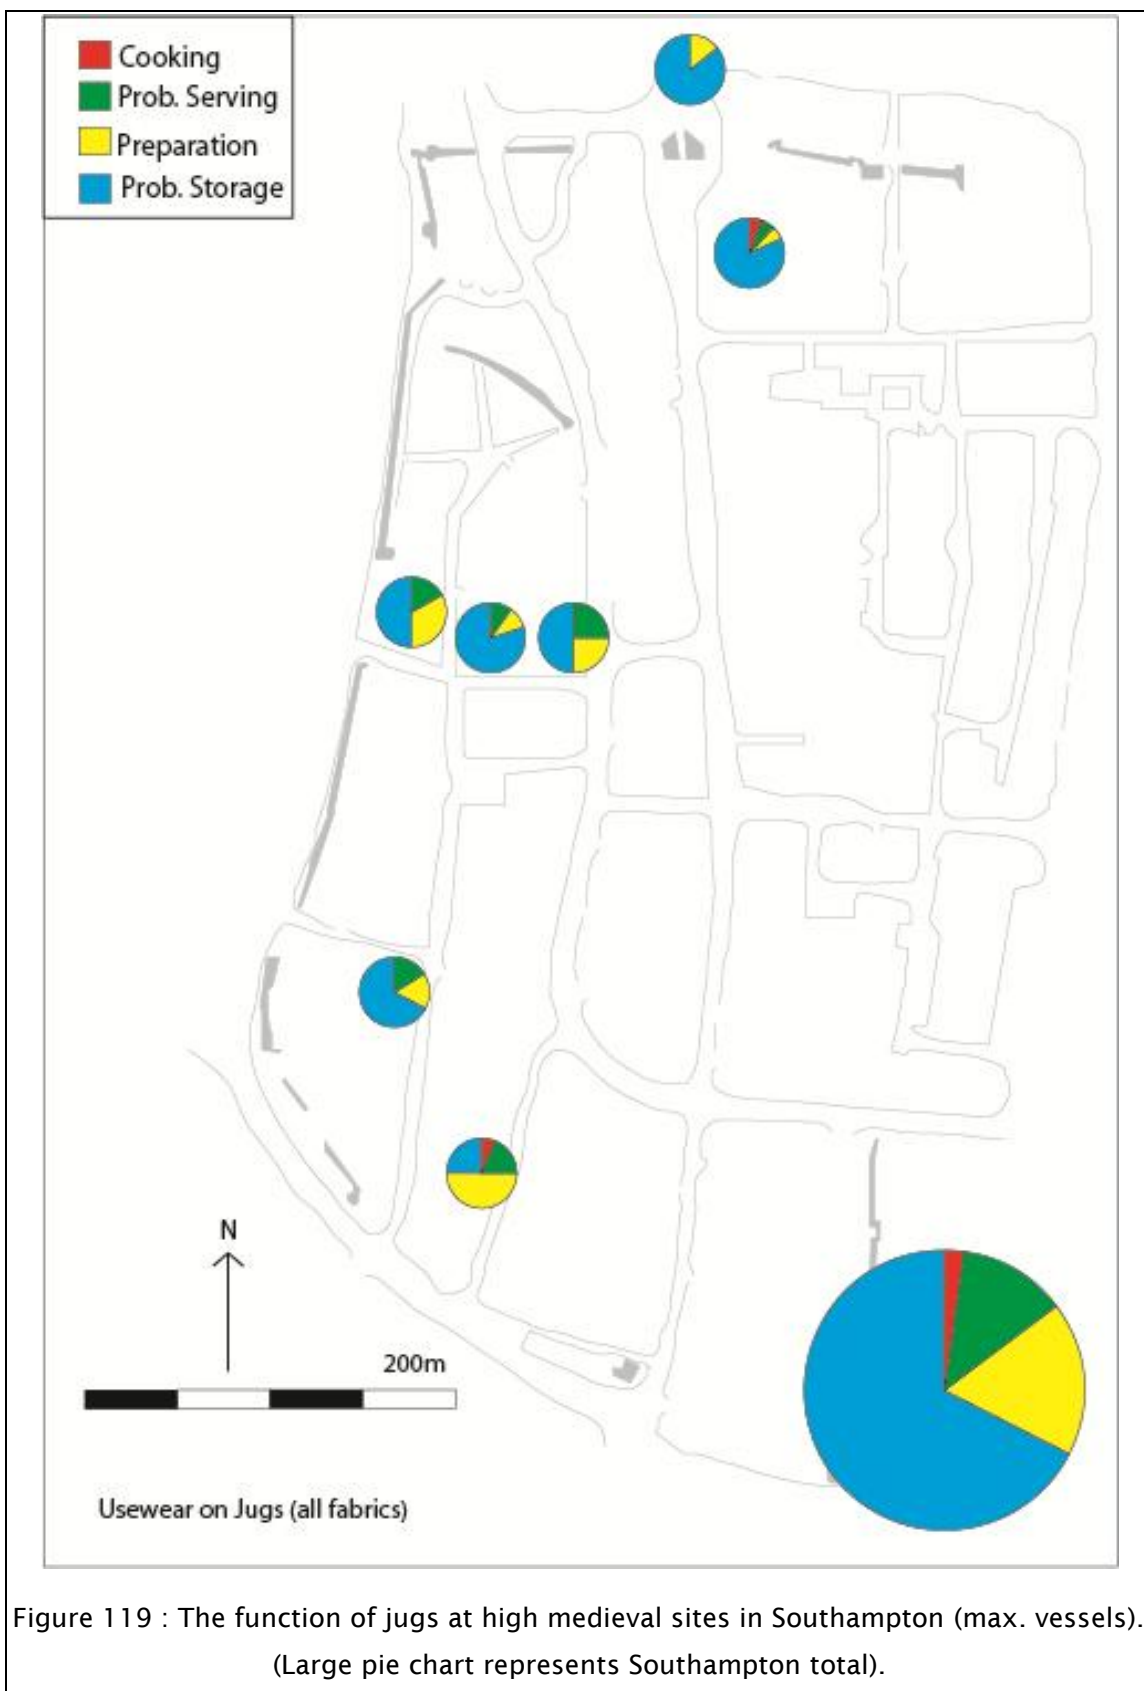 Cooking
Prob. Serving
Preparation
Prob. Storage
N
200m
Usewear on Jugs (all fabrics)
Figure 119 : The function of jugs at high medieval sites in Southampton (max. vessels).
(Large pie chart represents Southampton total).